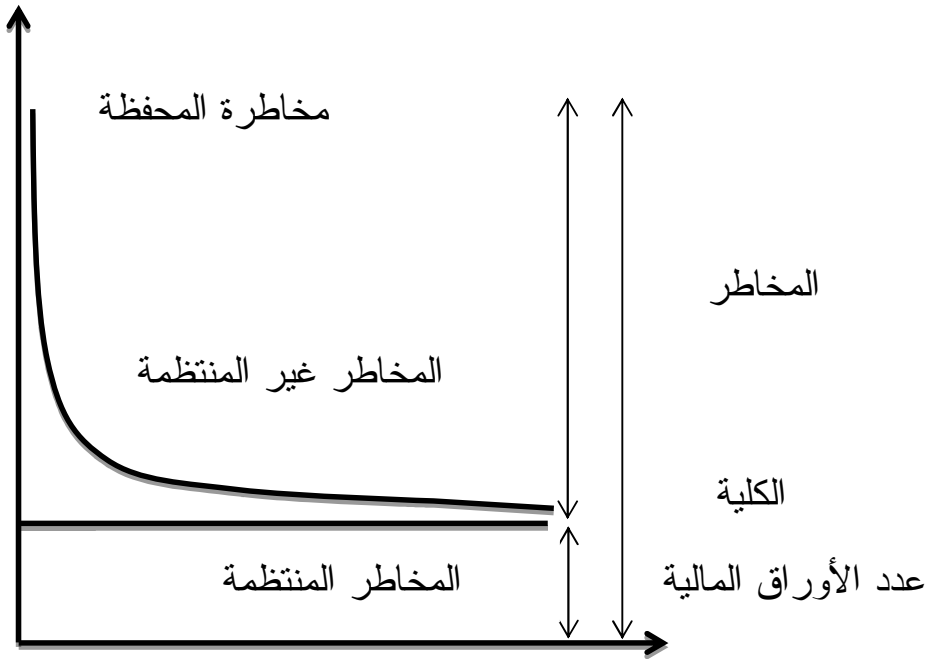 مخاطرة المحفظة
المخاطر
المخاطر غير المنتظمة
الكلية
المخاطر المنتظمة
عدد الأوراق المالية